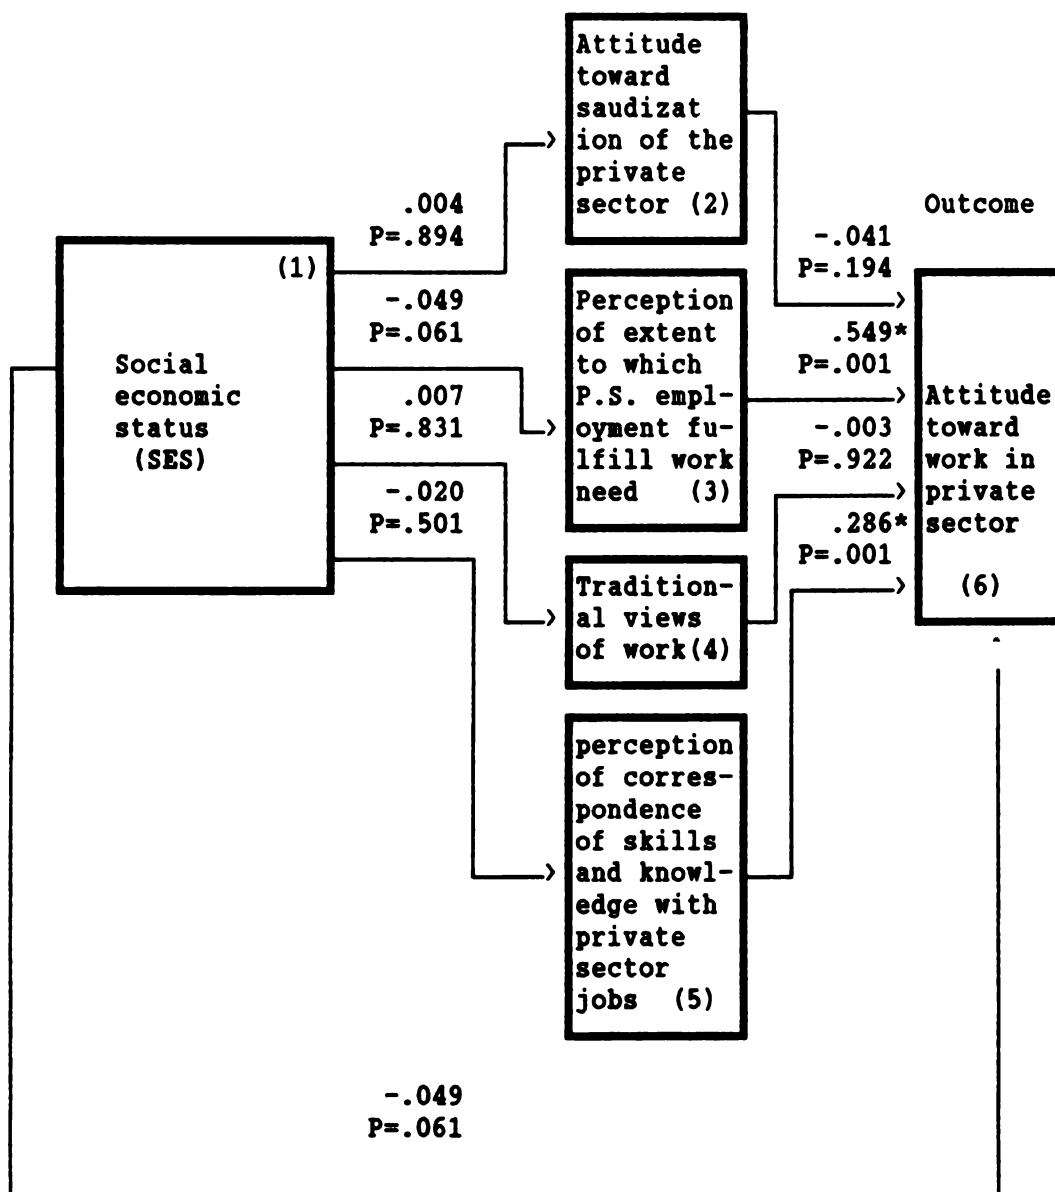 Attitude
toward
saudizat
ion of the
private
sector (2)
.004
P=.894
Outcome
(1)
-.041
P=.194
-.049
P=.061
Perception
of extent
to which
P.S. empl-
oyment fu-
lfill work
need (3)
.549*
P=.001
Social
economic
status
(SES)
.007
P=.831
-.003
P=.922
Attitude
toward
work in
private
sector
(6)
-.020
P=.501
.286*
P=.001
Tradition-
al views
of work(4)
perception
of corres-
pondence
of skills
and knowl-
edge with
private
sector
jobs (5)
-.049
P=.061